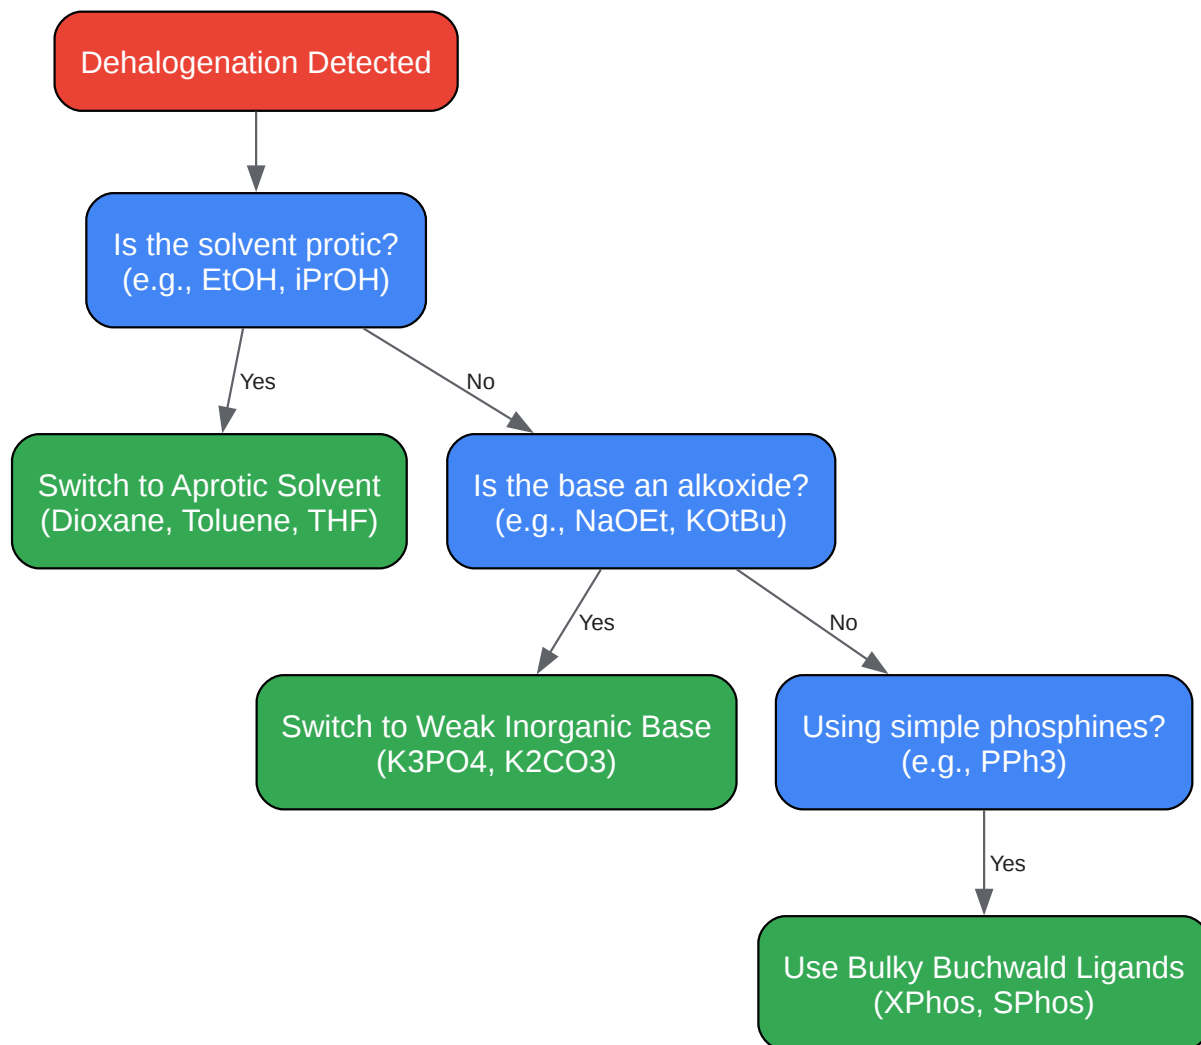 Dehalogenation Detected
Is the solvent protic?
(e.g., EtOH, iPrOH)
Yes
No
Switch to Aprotic Solvent
(Dioxane, Toluene, THF)
Is the base an alkoxide?
(e.g., NaOEt, KOtBu)
Yes
No
Switch to Weak Inorganic Base
(K3PO4, K2CO3)
Using simple phosphines?
(e.g., PPh3)
Yes
Use Bulky Buchwald Ligands
(XPhos, SPhos)